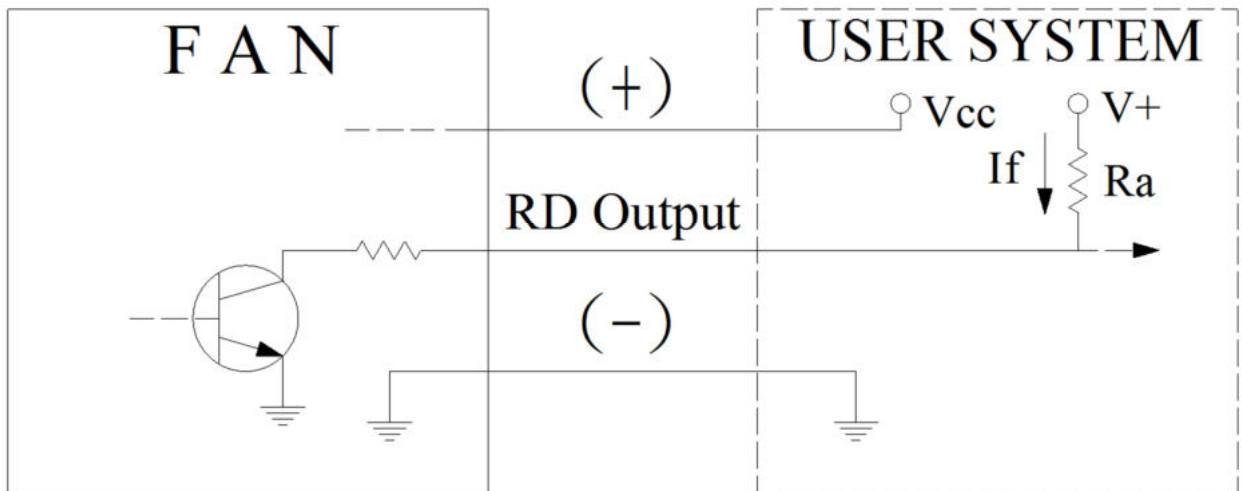 F A N
USER SYSTEM
(+)
Vcc
V+
If
Ra
RD Output
(-)